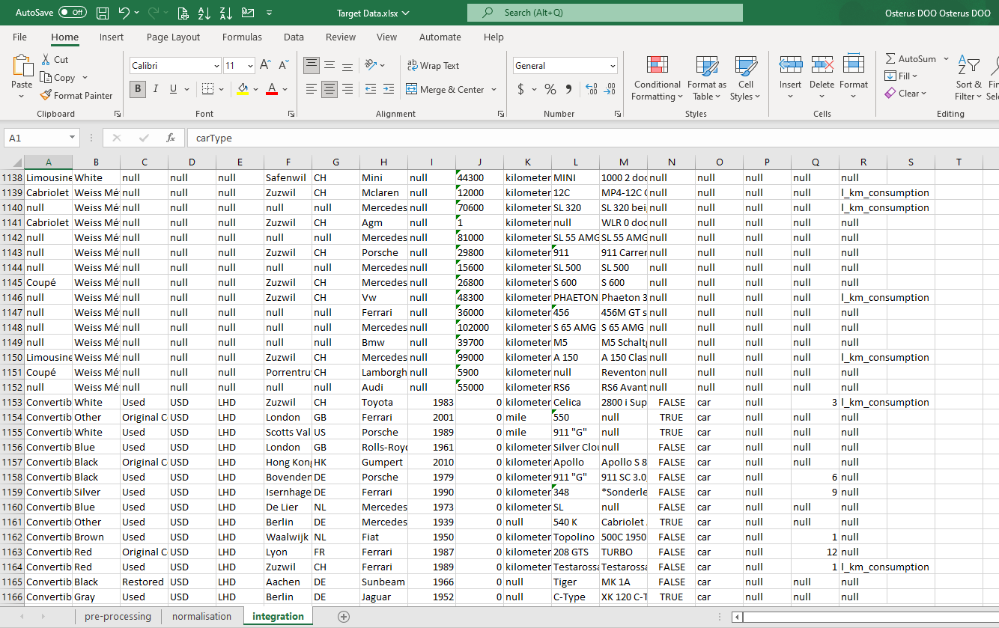 AutoSave Off Target Data.xlsx Search (Alt+Q) Osterus DOO Osterus DOO
File Home Insert Page Layout Formulas Data Review View Automate Help
Paste Cut Copy Format Painter Clipboard
Calibri 11 B I U A A A Font
ab Wrap Text Merge & Center Alignment
General $ % 9 Number
Conditional Formatting Format as Table Cell Styles Styles
Insert Delete Format Cells
AutoSum Fill Clear Sort & Filter Editing
A1 fx carType
A B C D E F G H I J K L M N O P Q R S T
1138 Limousine White null null null Safenwil CH Mini null 44300 kilometer MINI 1000 2 doo null null null null null
1139 Cabriolet Weiss Mé null null null Zuzwil CH Mclaren null 12000 kilometer 12C MP4-12C null null null null l_km_consumption
1140 null Weiss Mé null null null null null Mercedes null 70600 kilometer SL 320 SL 320 bei null null null null l_km_consumption
1141 Cabriolet Weiss Mé null null null Zuzwil CH Agm null 1 kilometer null WLR 0 doo null null null null null
1142 null Weiss Mé null null null null null Mercedes null 81000 kilometer SL 55 AMG SL 55 AMG null null null null null
1143 null Weiss Mé null null null Zuzwil CH Porsche null 29800 kilometer 911 911 Carrer null null null null null
1144 null Weiss Mé null null null null null Mercedes null 15600 kilometer SL 500 SL 500 null null null null null
1145 Coupé Weiss Mé null null null Zuzwil CH Mercedes null 26800 kilometer S 600 S 600 null null null null null
1146 null Weiss Mé null null null Zuzwil CH Vw null 48300 kilometer PHAETON Phaeton 3 null null null null l_km_consumption
1147 null Weiss Mé null null null null null Ferrari null 36000 kilometer 456 456M GT s null null null null null
1148 null Weiss Mé null null null null null Mercedes null 102000 kilometer S 65 AMG S 65 AMG null null null null null
1149 null Weiss Mé null null null null null Bmw null 39700 kilometer M5 M5 Schaltg null null null null null
1150 Limousine Weiss Mé null null null Zuzwil CH Mercedes null 99000 kilometer A 150 A 150 Clas null null null null l_km_consumption
1151 Coupé Weiss Mé null null null Porrentru CH Lamborgh null 5900 kilometer null Reventon null null null null null
1152 null Weiss Mé null null null null null Audi null 55000 kilometer RS6 RS6 Avant null null null null null
1153 Convertib White Used USD LHD Zuzwil CH Toyota 1983 0 kilometer Celica 2800 i Sup FALSE car null 3 l_km_consumption
1154 Convertib Other Original C USD LHD London GB Ferrari 2001 0 mile 550 null TRUE car null null null
1155 Convertib White Used USD LHD Scotts Val US Porsche 1989 0 mile 911 "G" null TRUE car null null null
1156 Convertib Blue Used USD LHD London GB Rolls-Royc 1961 0 kilometer Silver Clou null FALSE car null null null
1157 Convertib Black Original C USD LHD Hong Kong HK Gumpert 2010 0 kilometer Apollo Apollo S 8 FALSE car null null null
1158 Convertib Black Used USD LHD Bovenden DE Porsche 1979 0 kilometer 911 "G" 911 SC 3.0 FALSE car null 6 null
1159 Convertib Silver Used USD LHD Isernhage DE Ferrari 1990 0 kilometer 348 *Sonderle FALSE car null 9 null
1160 Convertib Blue Used USD LHD De Lier NL Mercedes 1973 0 kilometer SL null FALSE car null null null
1161 Convertib Other Used USD LHD Berlin DE Mercedes 1939 0 null 540 K Cabriolet TRUE car null null null
1162 Convertib Brown Used USD LHD Waalwijk NL Fiat 1950 0 kilometer Topolino 500C 1950 FALSE car null 1 null
1163 Convertib Red Original C USD LHD Lyon FR Ferrari 1987 0 kilometer 208 GTS TURBO FALSE car null 12 null
1164 Convertib Red Used USD LHD Zuzwil CH Ferrari 1989 0 kilometer Testarossa Testarossa FALSE car null 1 l_km_consumption
1165 Convertib Black Restored USD LHD Aachen DE Sunbeam 1966 0 null Tiger MK 1A FALSE car null null null
1166 Convertib Gray Used USD LHD Berlin DE Jaguar 1952 0 null C-Type XK 120 C-T TRUE car null null null
pre-processing normalisation integration